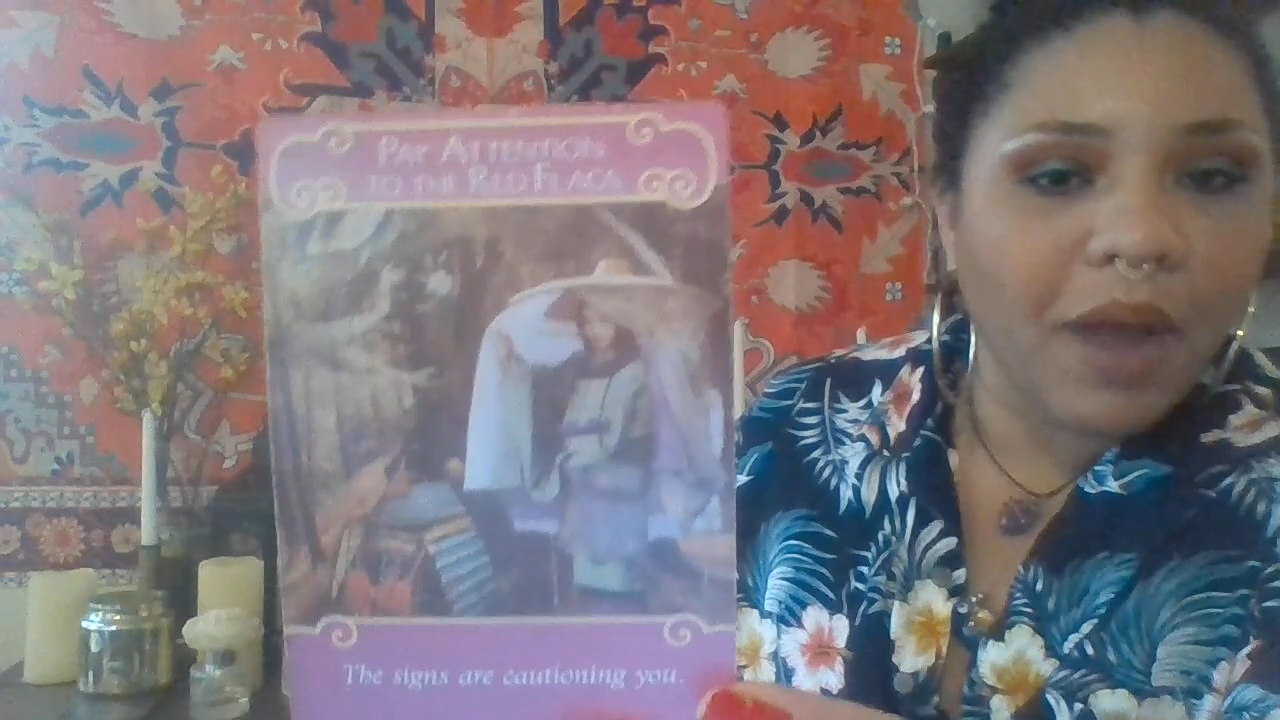 Pay Attention
to the Red Flags
The signs are cautioning you.